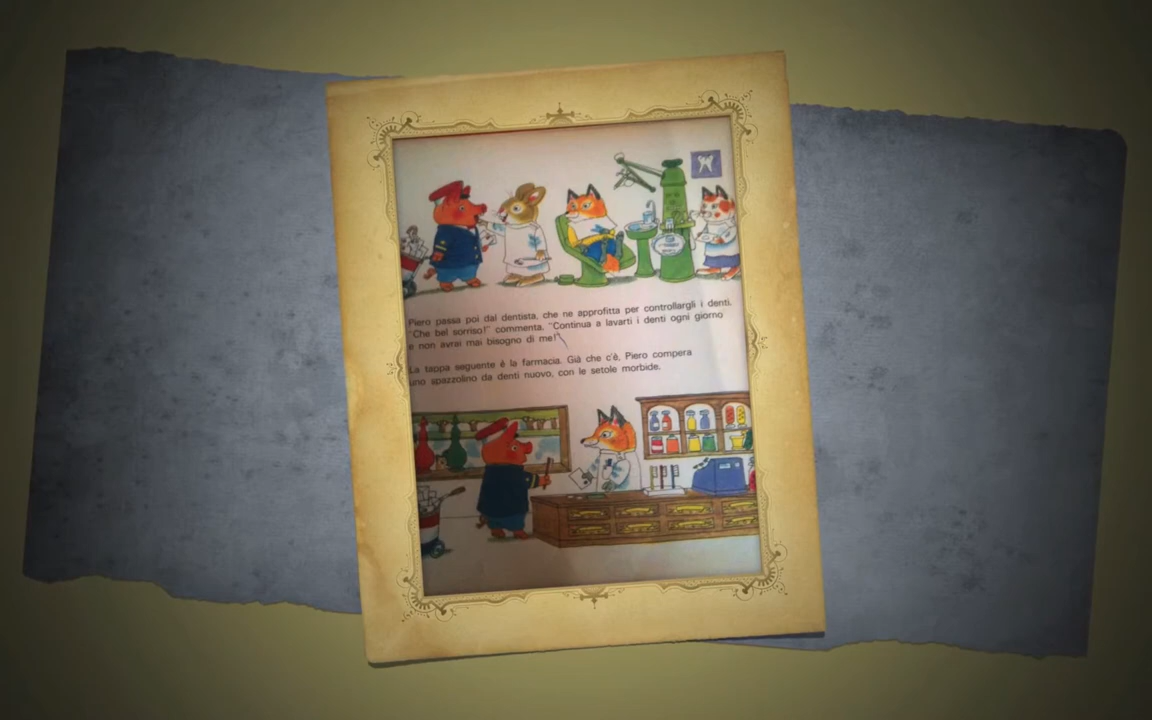 Piero passa poi dal dentista, che ne approfitta per controllargli i denti.
"Che bel sorriso!" commenta. "Continua a lavarti i denti ogni giorno
e non avrai mai bisogno di me!"
La tappa seguente è la farmacia. Già che c'è, Piero compera
uno spazzolino da denti nuovo, con le setole morbide.